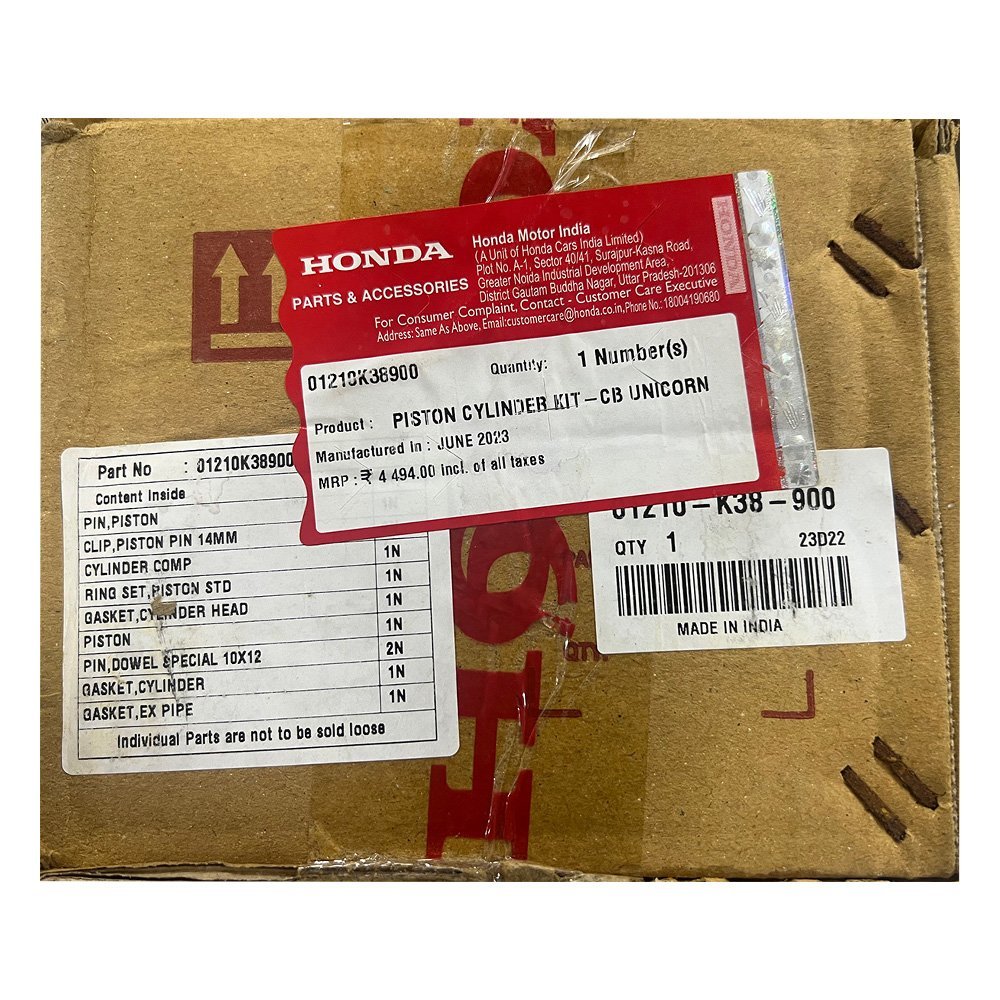 HONDA
PARTS & ACCESSORIES
Honda Motor India
(A Unit of Honda Cars India Limited)
Plot No. A-1, Sector 40/41, Surajpur-Kasna Road,
Greater Noida Industrial Development Area,
District Gautam Buddha Nagar, Uttar Pradesh-201306
For Consumer Complaint, Contact - Customer Care Executive
Address: Same As Above, Email:customercare@honda.co.in, Phone No.: 18004190680
HONDA
01210K38900 Quantity: 1 Number(s)
Product : PISTON CYLINDER KIT-CB UNICORN
Manufactured In : JUNE 2023
MRP : ₹ 4 494.00 incl. of all taxes
Part No : 01210K38900
Content Inside
PIN,PISTON
CLIP,PISTON PIN 14MM
CYLINDER COMP 1N
RING SET,PISTON STD 1N
GASKET,CYLINDER HEAD 1N
PISTON 1N
PIN,DOWEL SPECIAL 10X12 2N
GASKET,CYLINDER 1N
GASKET,EX PIPE 1N
Individual Parts are not to be sold loose
01210-K38-900
QTY 1 23D22
MADE IN INDIA